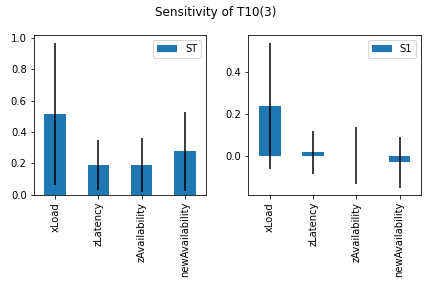 Sensitivity of T10(3)
1.0
0.8
0.6
0.4
0.2
0.0
ST
xLoad
zLatency
zAvailability
newAvailability
0.4
0.2
0.0
S1
xLoad
zLatency
zAvailability
newAvailability